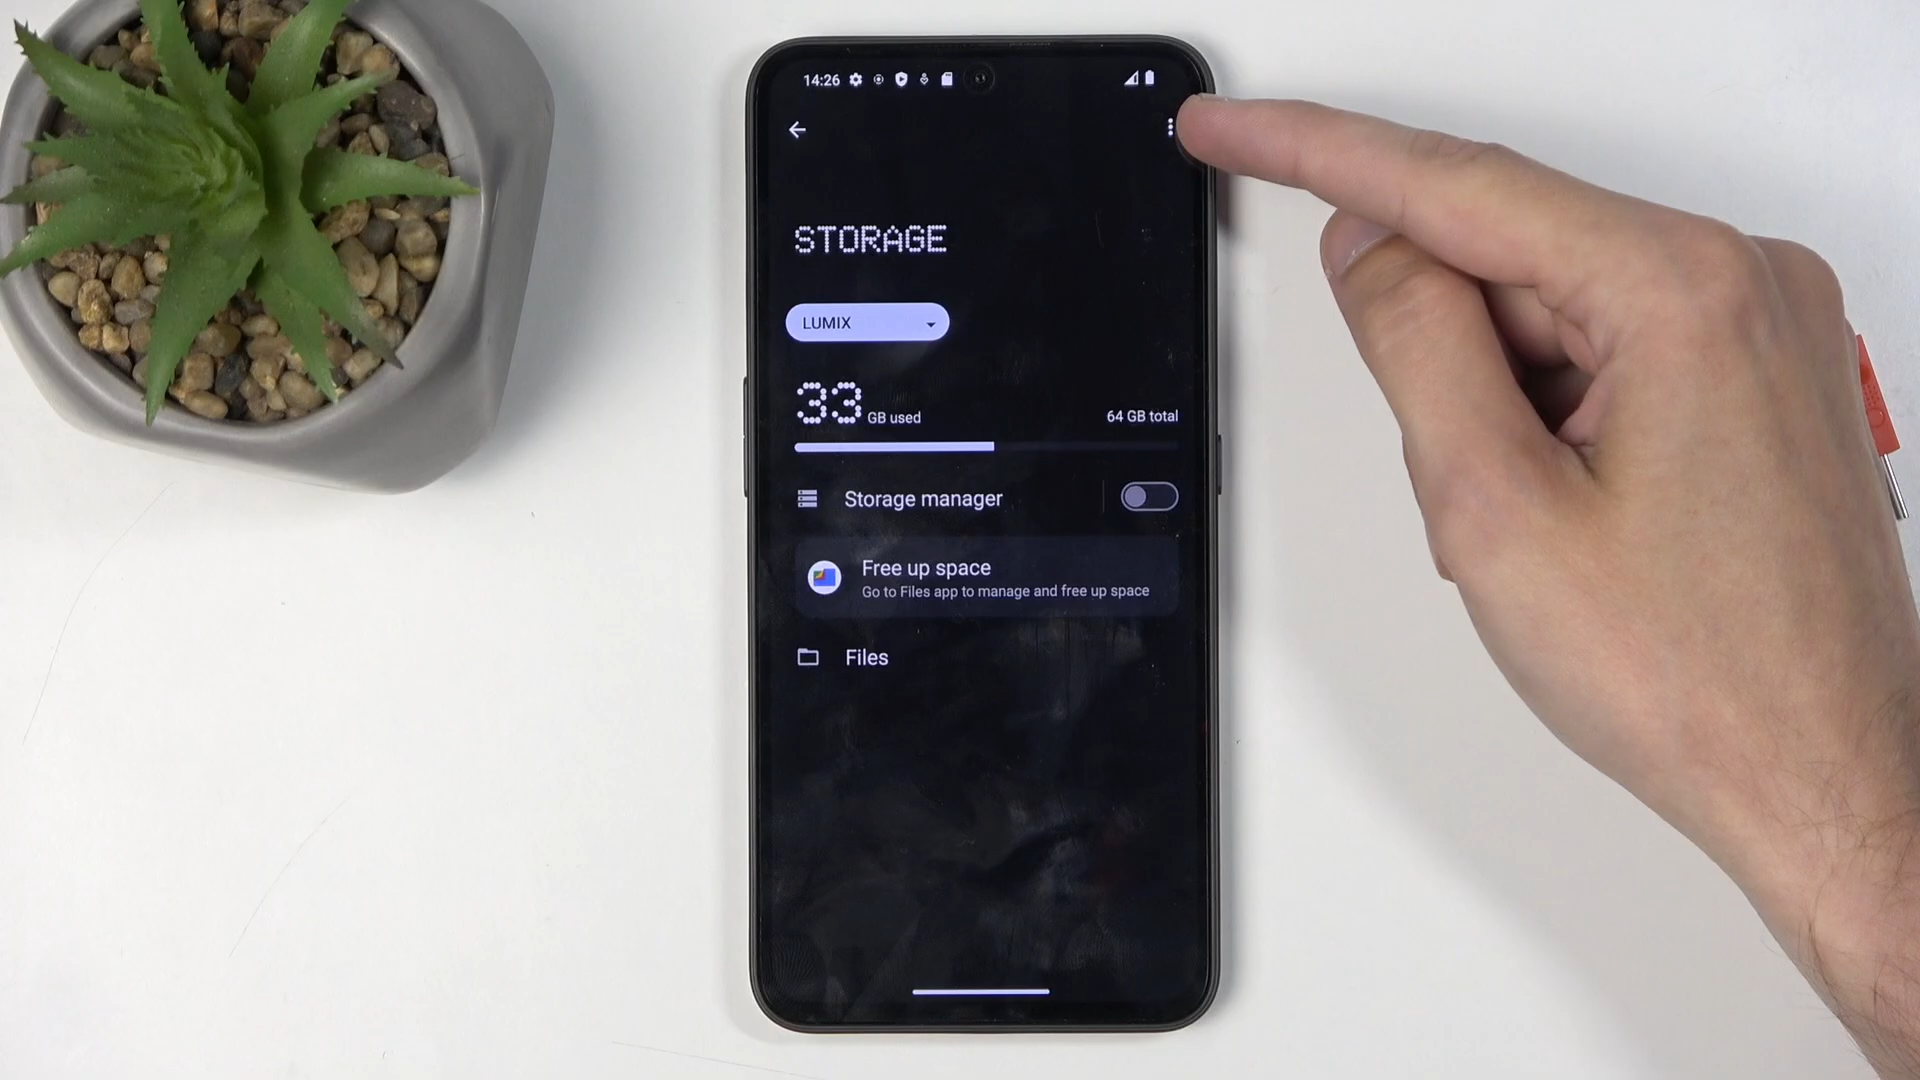 14:26
STORAGE
LUMIX
33 GB used
64 GB total
Storage manager
Free up space
Go to Files app to manage and free up space
Files